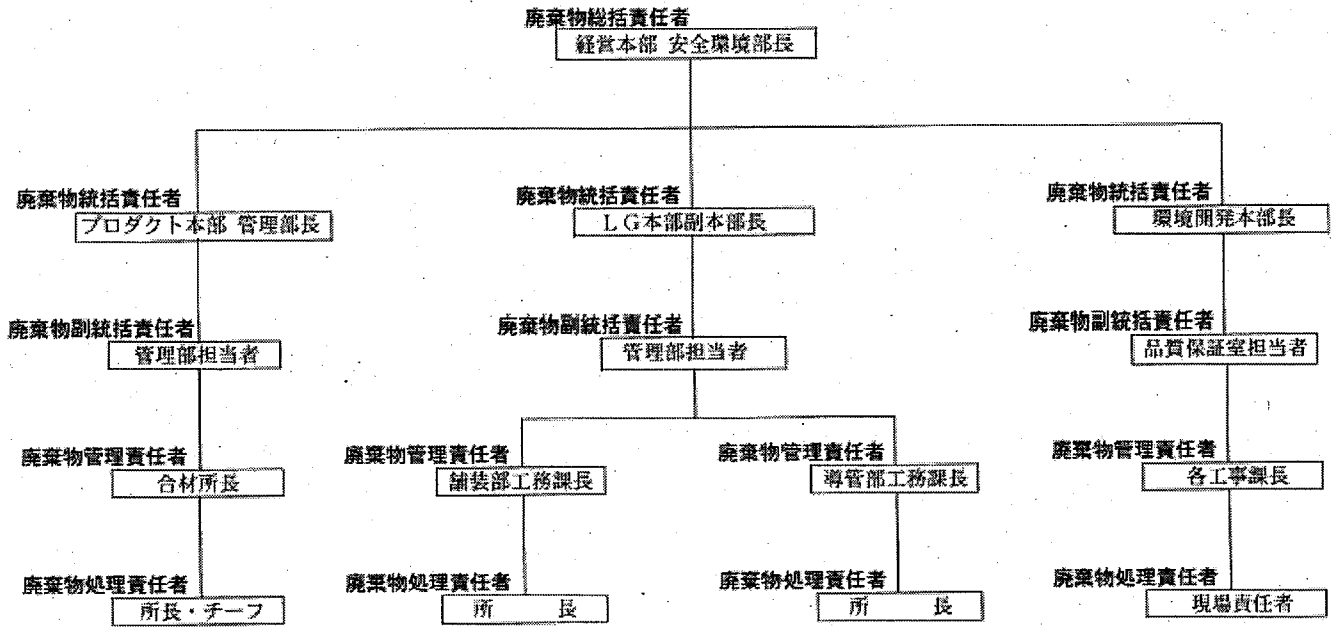 廃棄物総括責任者
経営本部 安全環境部長
廃棄物統括責任者
プロダクト本部 管理部長
廃棄物統括責任者
LG本部副本部長
廃棄物統括責任者
環境開発本部長
廃棄物副統括責任者
管理部担当者
廃棄物副統括責任者
管理部担当者
廃棄物副統括責任者
品質保証室担当者
廃棄物管理責任者
合材所長
廃棄物管理責任者
舗装部工務課長
廃棄物管理責任者
導管部工務課長
廃棄物管理責任者
各工事課長
廃棄物処理責任者
所長・チーフ
廃棄物処理責任者
所 長
廃棄物処理責任者
所 長
廃棄物処理責任者
現場責任者